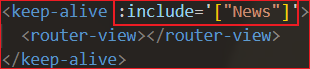 <keep-alive :include='["News"]'>
<router-view></router-view>
</keep-alive>